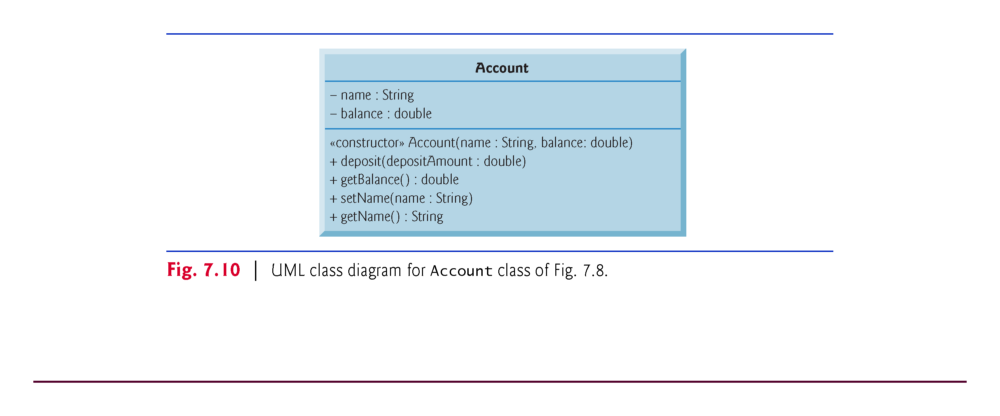 Account
– name : String
– balance : double
«constructor» Account(name : String, balance: double)
+ deposit(depositAmount : double)
+ getBalance() : double
+ setName(name : String)
+ getName() : String
Fig. 7.10 | UML class diagram for Account class of Fig. 7.8.